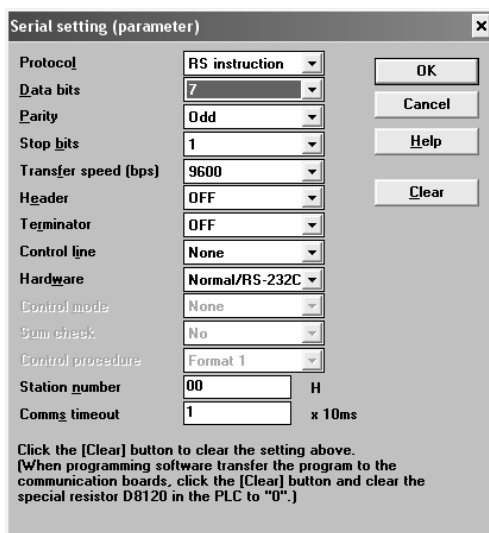 Serial setting (parameter)
Protocol RS instruction OK
Data bits 7 Cancel
Parity Odd Help
Stop bits 1
Transfer speed (bps) 9600 Clear
Header OFF
Terminator OFF
Control line None
Hardware Normal/RS-232C
Control mode None
Sum check No
Control procedure Format 1
Station number 00 H
Comms timeout 1 x 10ms
Click the [Clear] button to clear the setting above.
(When programming software transfer the program to the
communication boards, click the [Clear] button and clear the
special resistor D8120 in the PLC to "0".)